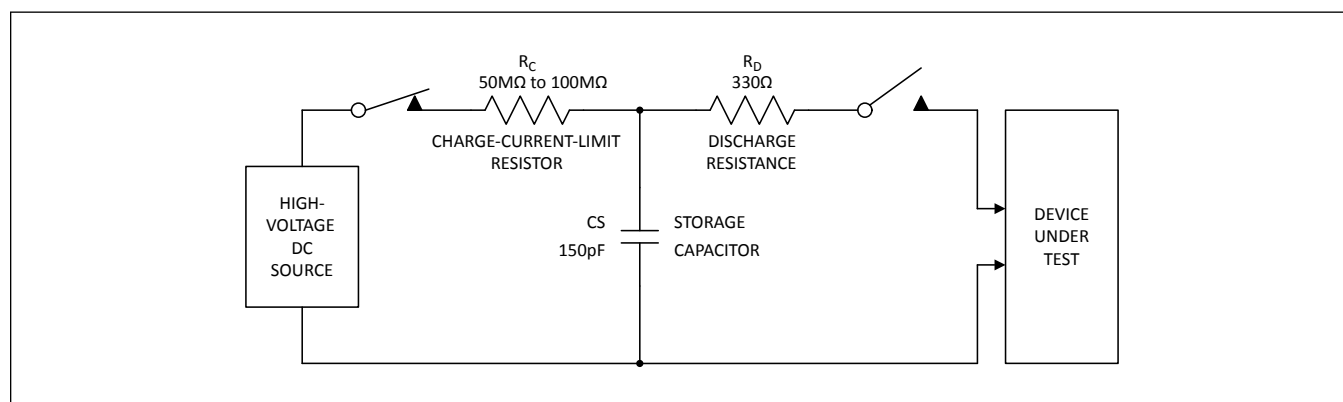 R_C
50MΩ to 100MΩ
CHARGE-CURRENT-LIMIT
RESISTOR
R_D
330Ω
DISCHARGE
RESISTANCE
HIGH-
VOLTAGE
DC
SOURCE
CS
150pF
STORAGE
CAPACITOR
DEVICE
UNDER
TEST